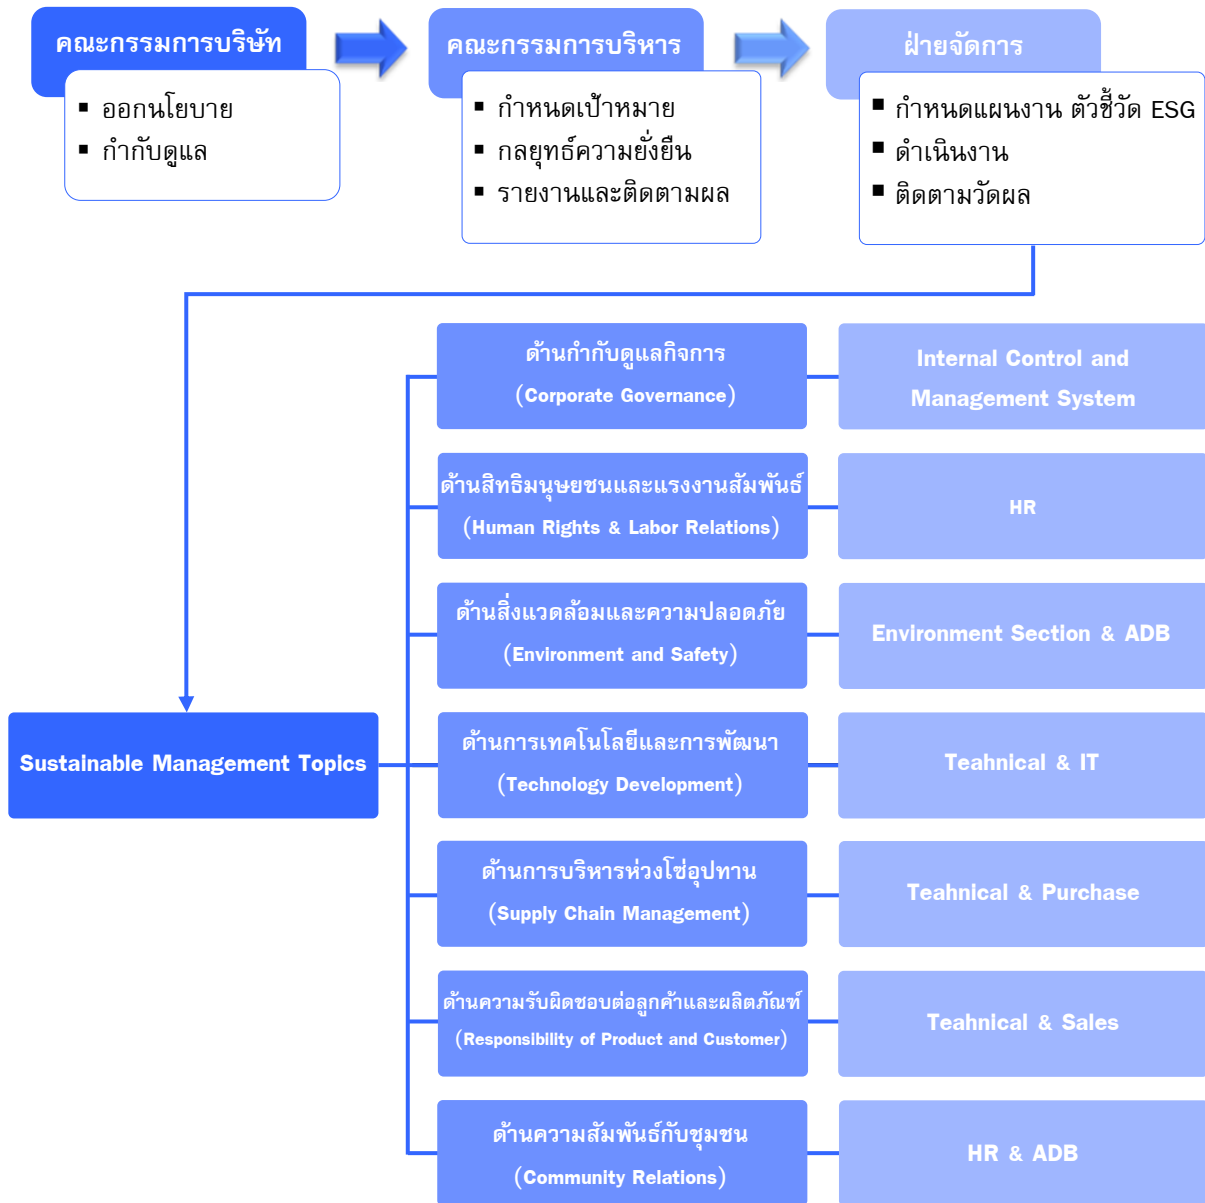 คณะกรรมการบริษัท
▪ ออกนโยบาย
▪ กำกับดูแล
คณะกรรมการบริหาร
▪ กำหนดเป้าหมาย
▪ กลยุทธ์ความยั่งยืน
▪ รายงานและติดตามผล
ฝ่ายจัดการ
▪ กำหนดแผนงาน ตัวชี้วัด ESG
▪ ดำเนินงาน
▪ ติดตามวัดผล
Sustainable Management Topics
ด้านกำกับดูแลกิจการ
(Corporate Governance)
Internal Control and
Management System
ด้านสิทธิมนุษยชนและแรงงานสัมพันธ์
(Human Rights & Labor Relations)
HR
ด้านสิ่งแวดล้อมและความปลอดภัย
(Environment and Safety)
Environment Section & ADB
ด้านการเทคโนโลยีและการพัฒนา
(Technology Development)
Teahnical & IT
ด้านการบริหารห่วงโซ่อุปทาน
(Supply Chain Management)
Teahnical & Purchase
ด้านความรับผิดชอบต่อลูกค้าและผลิตภัณฑ์
(Responsibility of Product and Customer)
Teahnical & Sales
ด้านความสัมพันธ์กับชุมชน
(Community Relations)
HR & ADB